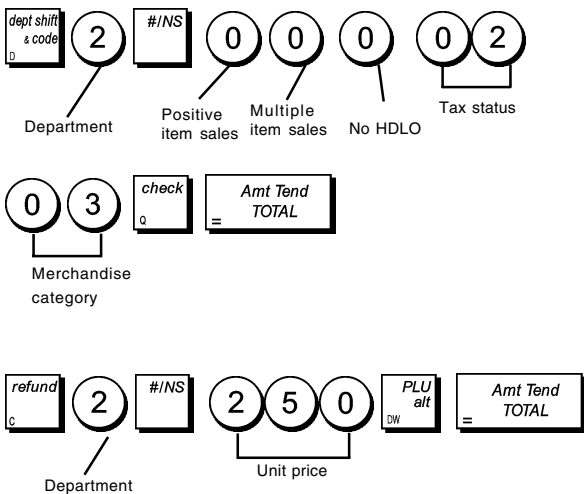 dept shift & code D 2 #/NS 0 0 0 0 2
Department Positive item sales Multiple item sales No HDLO Tax status
0 3 check Q Amt Tend TOTAL =
Merchandise category
refund C 2 #/NS 2 5 0 PLU alt DW Amt Tend TOTAL =
Department Unit price